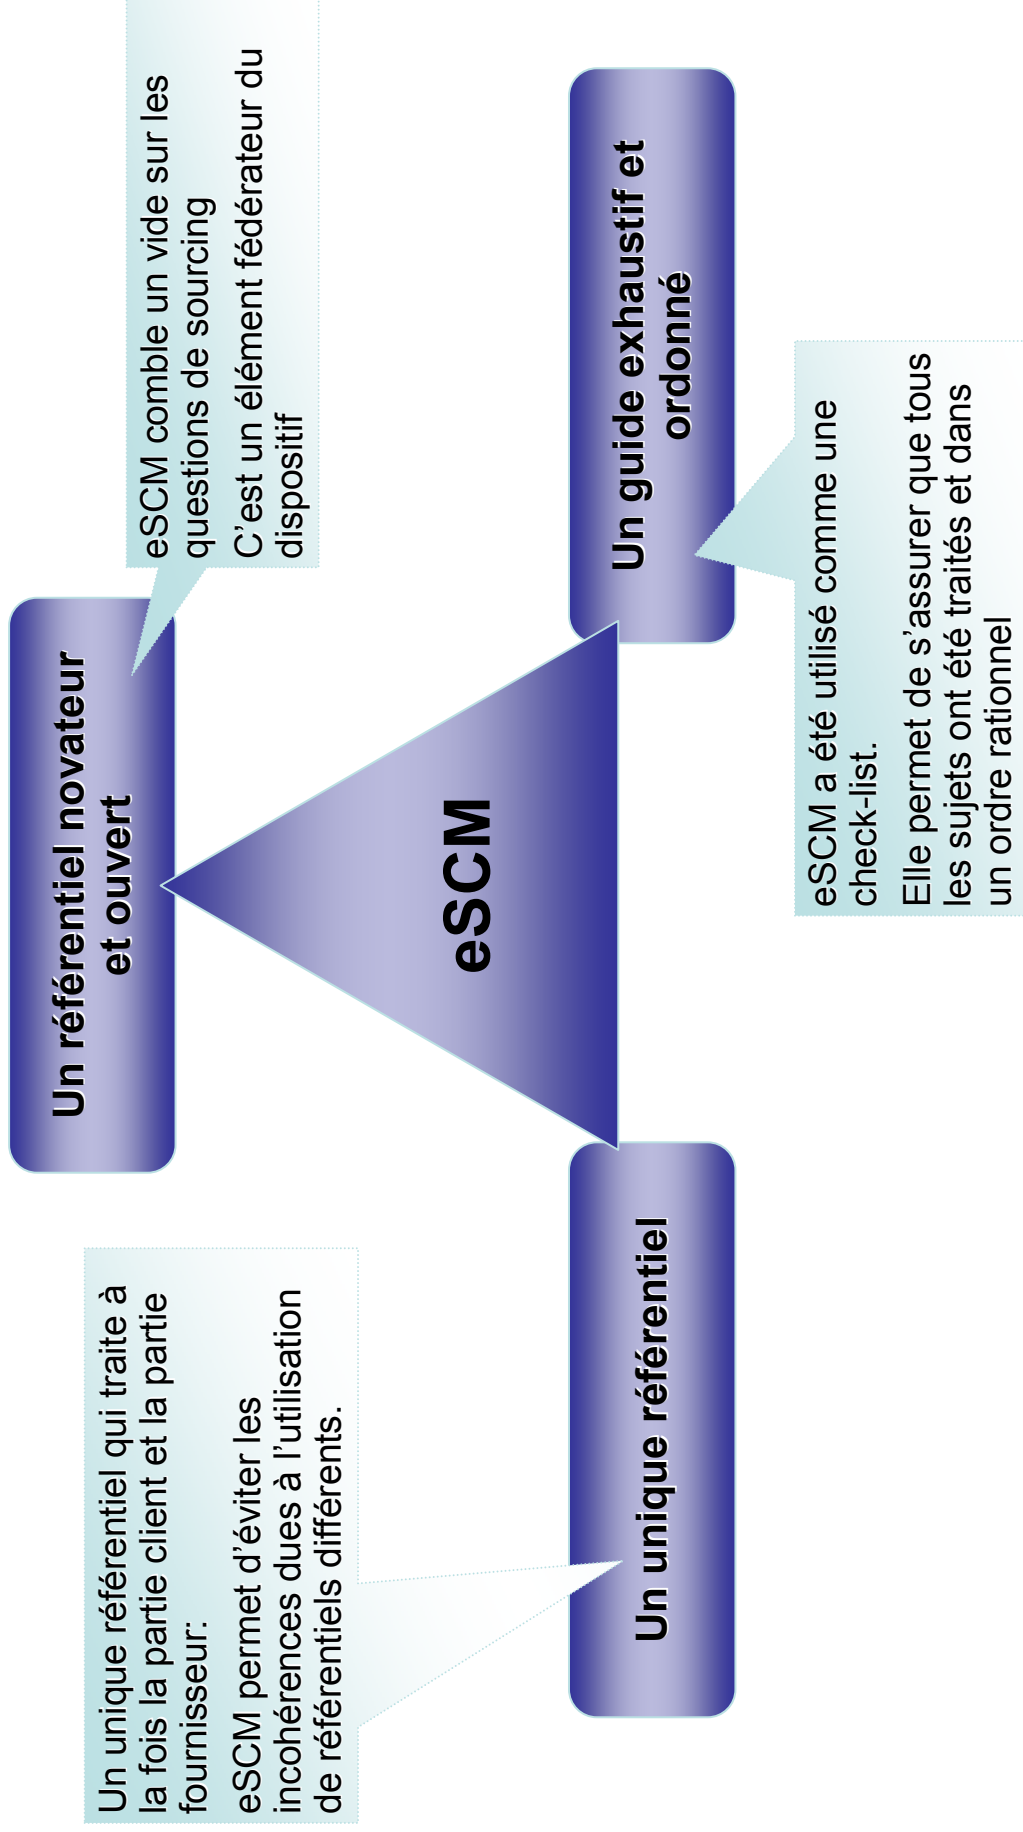 Un référentiel novateur
et ouvert
eSCM comble un vide sur les
questions de sourcing
C’est un élément fédérateur du
dispositif
Un unique référentiel qui traite à
la fois la partie client et la partie
fournisseur:
eSCM permet d’éviter les
incohérences dues à l’utilisation
de référentiels différents.
eSCM
Un unique référentiel
Un guide exhaustif et
ordonné
eSCM a été utilisé comme une
check-list.
Elle permet de s’assurer que tous
les sujets ont été traités et dans
un ordre rationnel